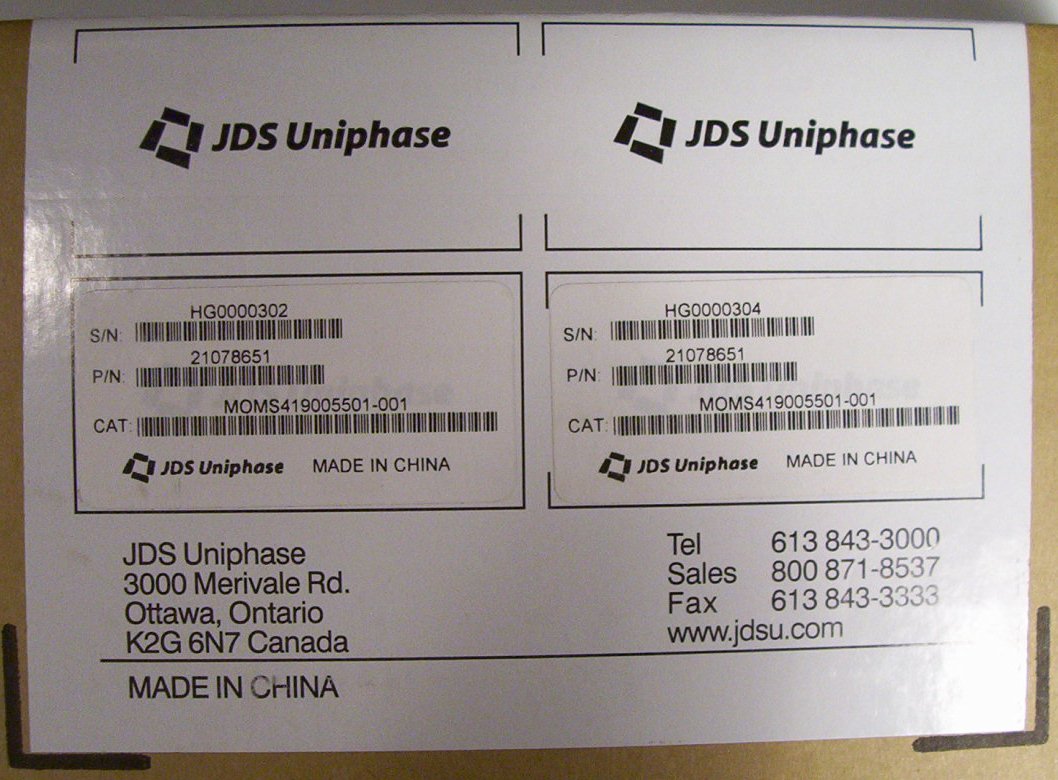 JDS Uniphase
JDS Uniphase
HG0000302
S/N:
21078651
P/N:
MOMS419005501-001
CAT:
JDS Uniphase MADE IN CHINA
HG0000304
S/N:
21078651
P/N:
MOMS419005501-001
CAT:
JDS Uniphase MADE IN CHINA
JDS Uniphase
3000 Merivale Rd.
Ottawa, Ontario
K2G 6N7 Canada
Tel 613 843-3000
Sales 800 871-8537
Fax 613 843-3333
www.jdsu.com
MADE IN CHINA